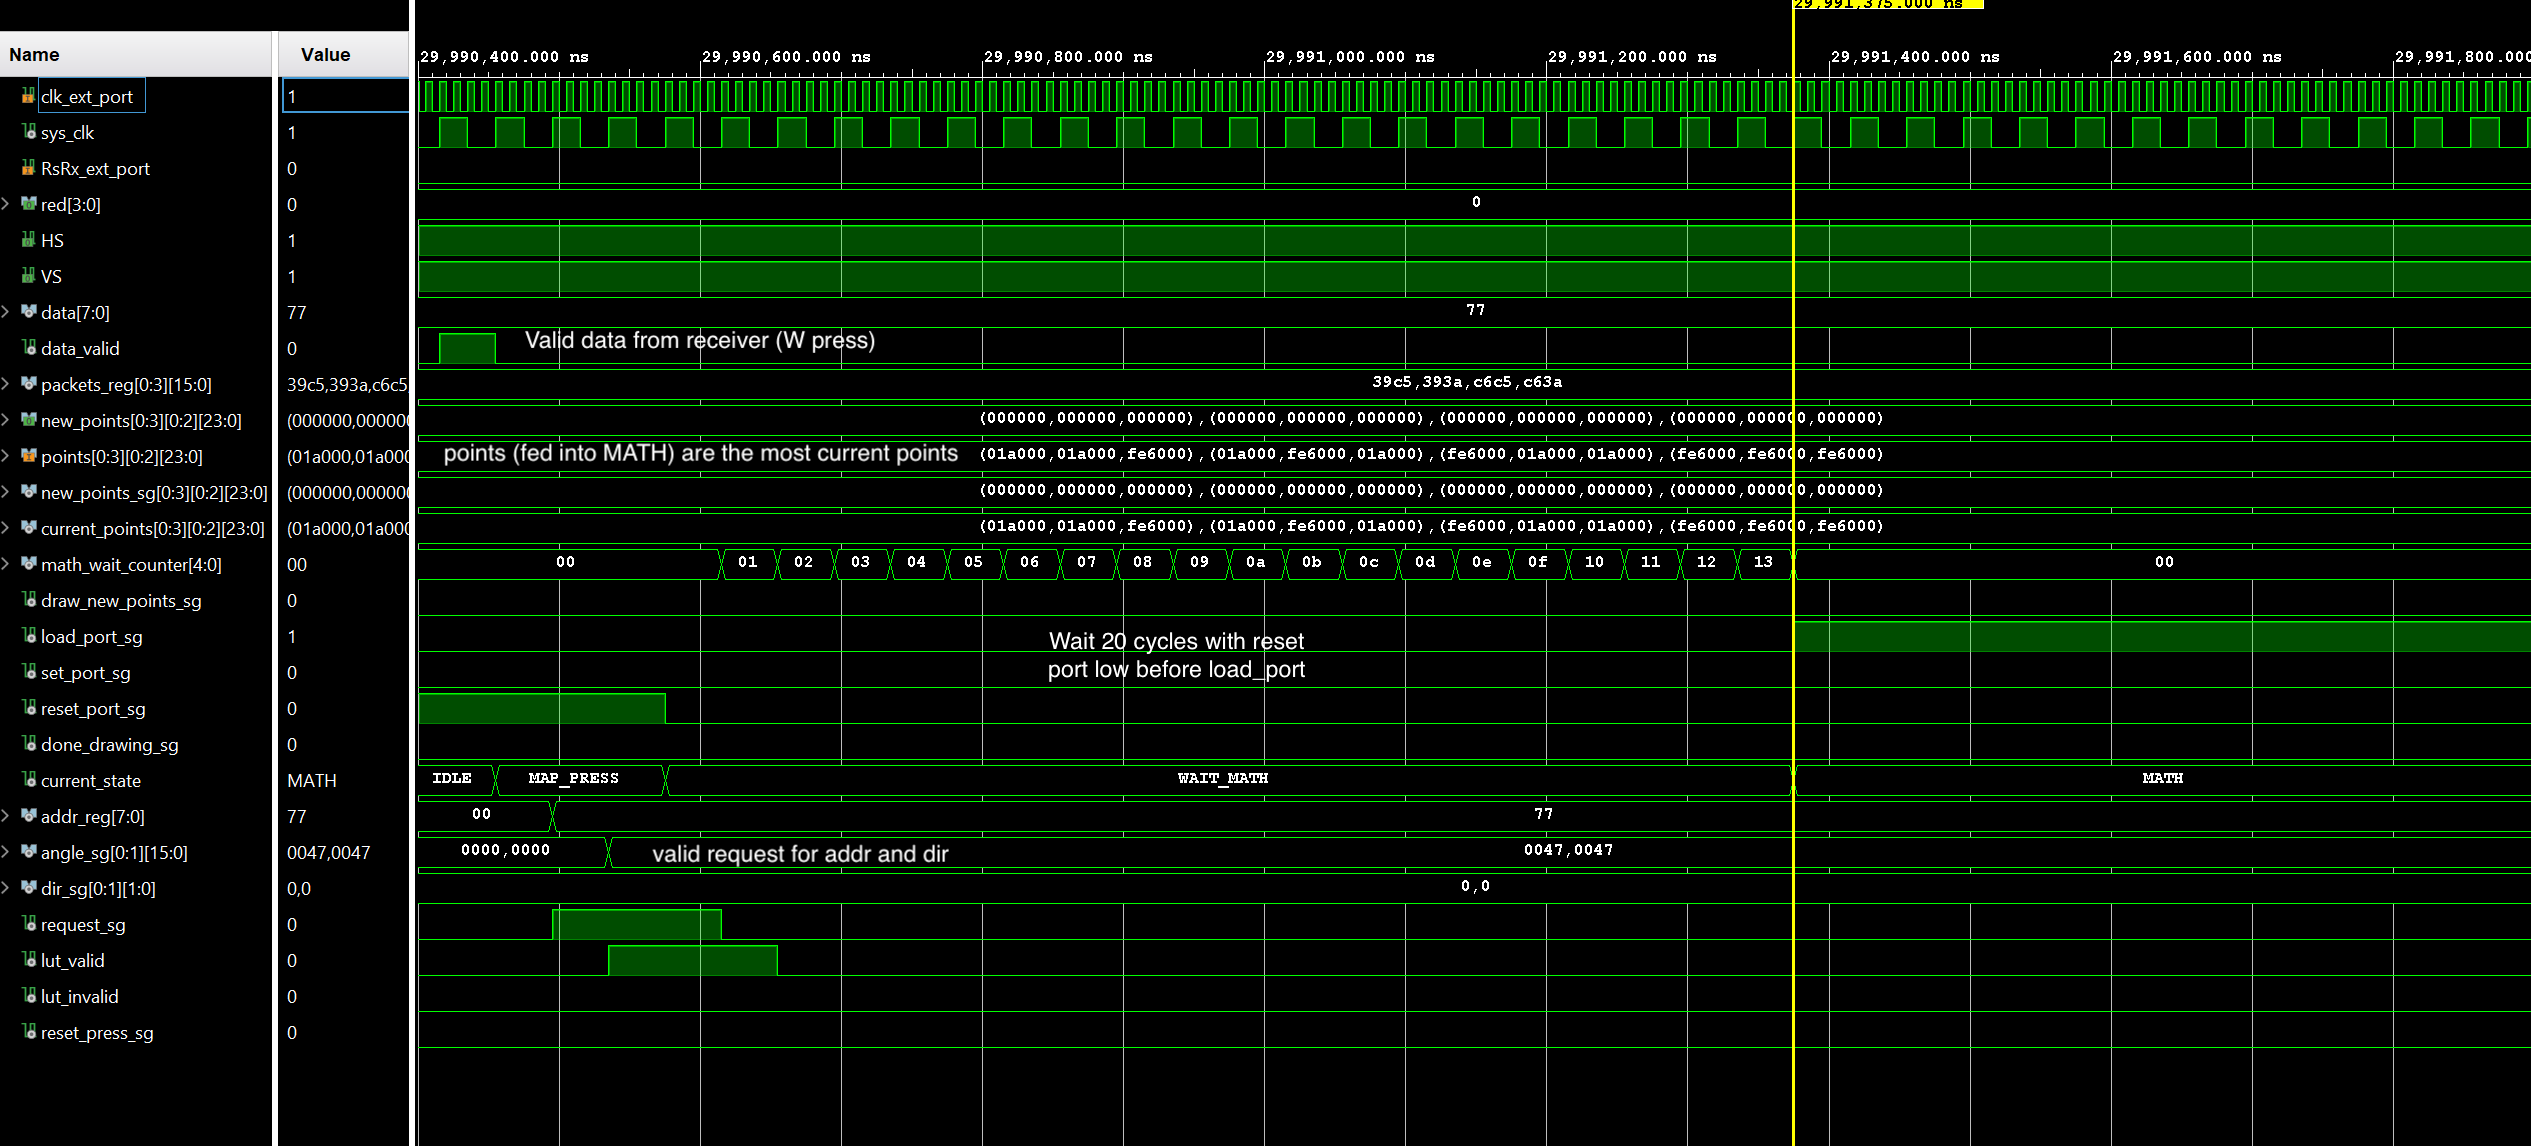 29,991,375.000 ns
Name Value
29,990,400.000 ns 29,990,600.000 ns 29,990,800.000 ns 29,991,000.000 ns 29,991,200.000 ns 29,991,400.000 ns 29,991,600.000 ns 29,991,800.000
clk_ext_port 1
sys_clk 1
RsRx_ext_port 0
red[3:0] 0 0
HS 1
VS 1
data[7:0] 77 77
data_valid 0 Valid data from receiver (W press)
packets_reg[0:3][15:0] 39c5,393a,c6c5, 39c5,393a,c6c5,c63a
new_points[0:3][0:2][23:0] (000000,000000 (000000,000000,000000),(000000,000000,000000),(000000,000000,000000),(000000,000000,000000)
points[0:3][0:2][23:0] (01a000,01a000 points (fed into MATH) are the most current points (01a000,01a000,fe6000),(01a000,fe6000,01a000),(fe6000,01a000,01a000),(fe6000,fe6000,fe6000)
new_points_sg[0:3][0:2][23:0] (000000,000000 (000000,000000,000000),(000000,000000,000000),(000000,000000,000000),(000000,000000,000000)
current_points[0:3][0:2][23:0] (01a000,01a000 (01a000,01a000,fe6000),(01a000,fe6000,01a000),(fe6000,01a000,01a000),(fe6000,fe6000,fe6000)
math_wait_counter[4:0] 00 00 01 02 03 04 05 06 07 08 09 0a 0b 0c 0d 0e 0f 10 11 12 13 00
draw_new_points_sg 0
load_port_sg 1 Wait 20 cycles with reset
set_port_sg 0 port low before load_port
reset_port_sg 0
done_drawing_sg 0
current_state MATH IDLE MAP_PRESS WAIT_MATH MATH
addr_reg[7:0] 77 00 77
angle_sg[0:1][15:0] 0047,0047 0000,0000 valid request for addr and dir 0047,0047
dir_sg[0:1][1:0] 0,0 0,0
request_sg 0
lut_valid 0
lut_invalid 0
reset_press_sg 0